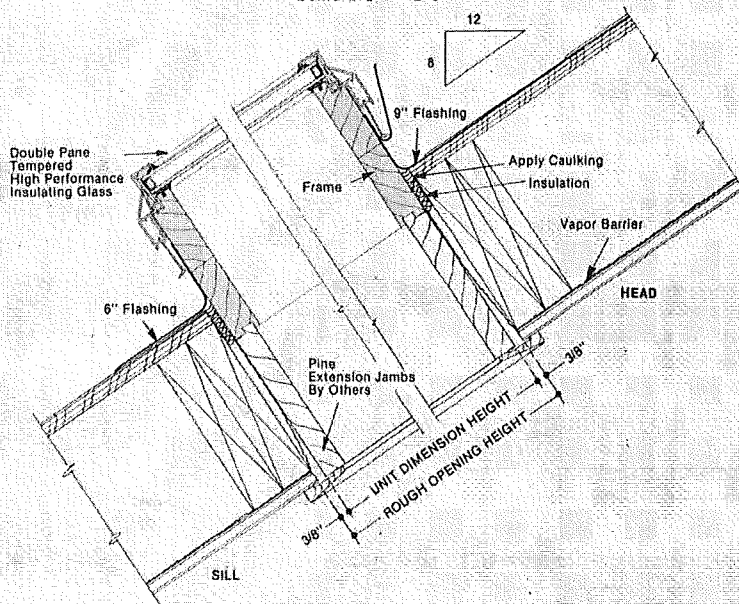 12
8
9" Flashing
Double Pane
Tempered
High Performance
Insulating Glass
Apply Caulking
Frame
Insulation
Vapor Barrier
HEAD
6" Flashing
Pine
Extension Jambs
By Others
3/8"
UNIT DIMENSION HEIGHT
ROUGH OPENING HEIGHT
3/8"
SILL